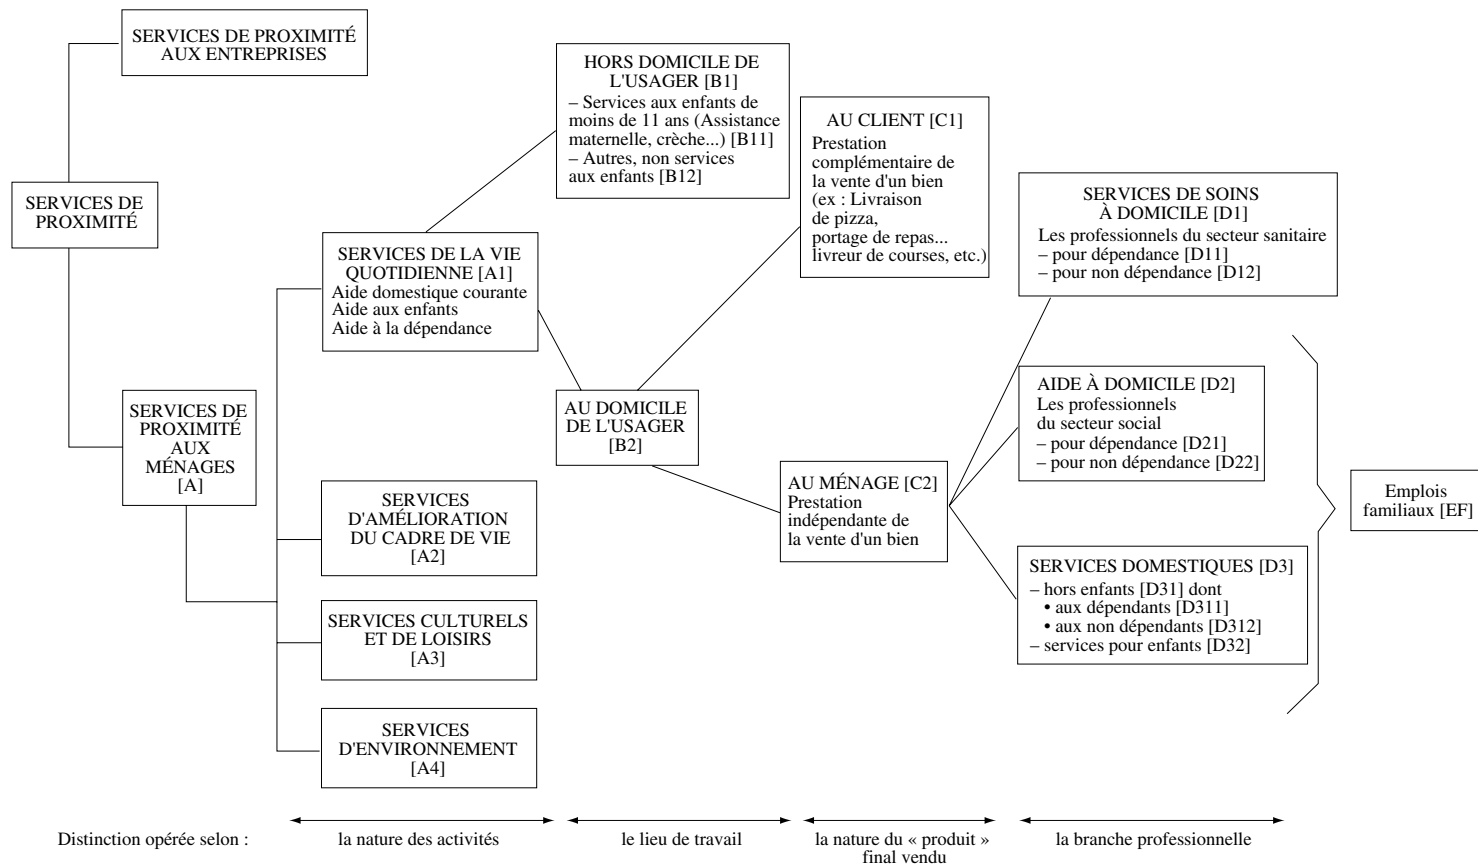 SERVICES DE PROXIMITÉ
AUX ENTREPRISES
SERVICES DE
PROXIMITÉ
SERVICES DE
PROXIMITÉ
AUX
MÉNAGES
[A]
SERVICES DE LA VIE
QUOTIDIENNE [A1]
Aide domestique courante
Aide aux enfants
Aide à la dépendance
SERVICES
D'AMÉLIORATION
DU CADRE DE VIE
[A2]
SERVICES CULTURELS
ET DE LOISIRS
[A3]
SERVICES
D'ENVIRONNEMENT
[A4]
HORS DOMICILE DE
L'USAGER [B1]
– Services aux enfants de
moins de 11 ans (Assistance
maternelle, crèche...) [B11]
– Autres, non services
aux enfants [B12]
AU DOMICILE
DE L'USAGER
[B2]
AU CLIENT [C1]
Prestation
complémentaire de
la vente d'un bien
(ex : Livraison
de pizza,
portage de repas...
livreur de courses, etc.)
AU MÉNAGE [C2]
Prestation
indépendante de
la vente d'un bien
SERVICES DE SOINS
À DOMICILE [D1]
Les professionnels du secteur sanitaire
– pour dépendance [D11]
– pour non dépendance [D12]
AIDE À DOMICILE [D2]
Les professionnels
du secteur social
– pour dépendance [D21]
– pour non dépendance [D22]
SERVICES DOMESTIQUES [D3]
– hors enfants [D31] dont
• aux dépendants [D311]
• aux non dépendants [D312]
– services pour enfants [D32]
Emplois
familiaux [EF]
Distinction opérée selon :
la nature des activités
le lieu de travail
la nature du « produit »
final vendu
la branche professionnelle